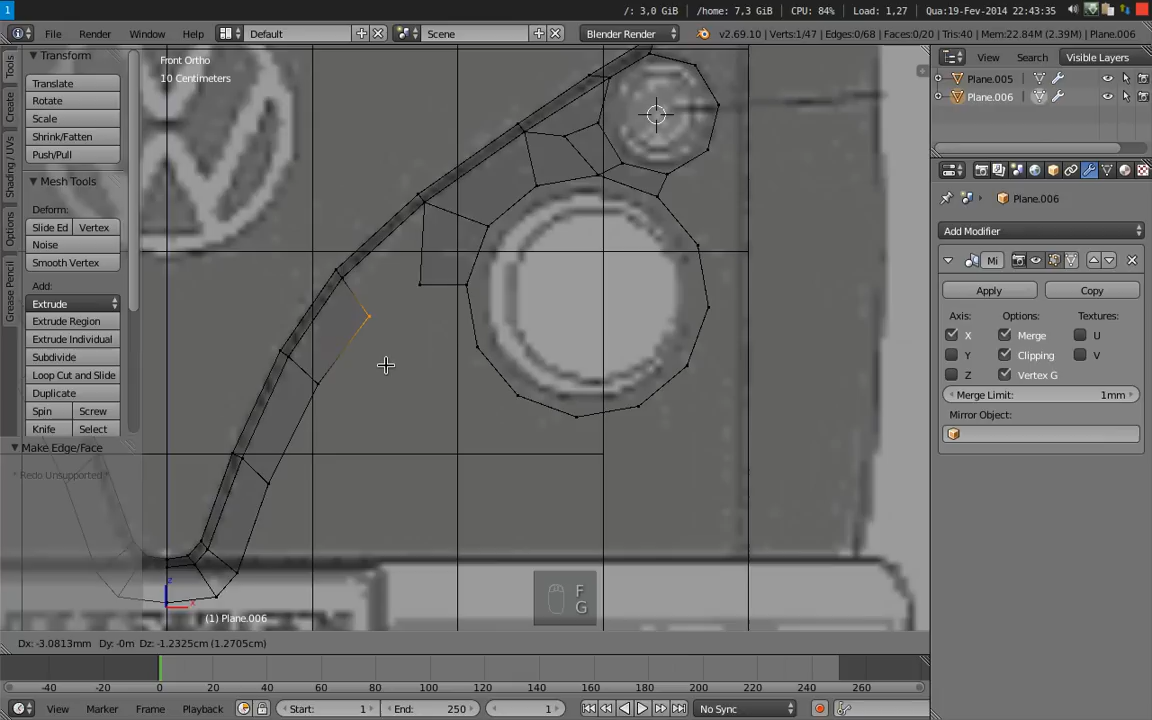 1
/: 3,0 GiB
/home: 7,3 GiB
CPU: 84%
Load: 1,27
Qua:19-Fev-2014 22:43:35
File
Render
Window
Help
Default
Scene
Blender Render
v2.69.10 | Verts:1/47 | Edges:0/68 | Faces:0/20 | Tris:40 | Mem:22.84M (2.39M) | Plane.006
View
Search
Visible Layers
Plane.005
Plane.006
Plane.006
Add Modifier
Mi
Apply
Copy
Axis:
Options:
Textures:
X
Merge
U
Y
Clipping
V
Z
Vertex G
Merge Limit:
1mm
Mirror Object:
Tools
Create
Shading / UVs
Options
Grease Pencil
Transform
Translate
Rotate
Scale
Shrink/Fatten
Push/Pull
Mesh Tools
Deform:
Slide Ed
Vertex
Noise
Smooth Vertex
Add:
Extrude
Extrude Region
Extrude Individual
Subdivide
Loop Cut and Slide
Duplicate
Spin
Screw
Knife
Select
Make Edge/Face
* Redo Unsupported *
Front Ortho
10 Centimeters
z
x
(1) Plane.006
F
G
Dx: -3.0813mm Dy: -0m Dz: -1.2325cm (1.2705cm)
-40 -20 0 20 40 60 80 100 120 140 160 180 200 220 240 260
View
Marker
Frame
Playback
Start: 1
End: 250
1
No Sync